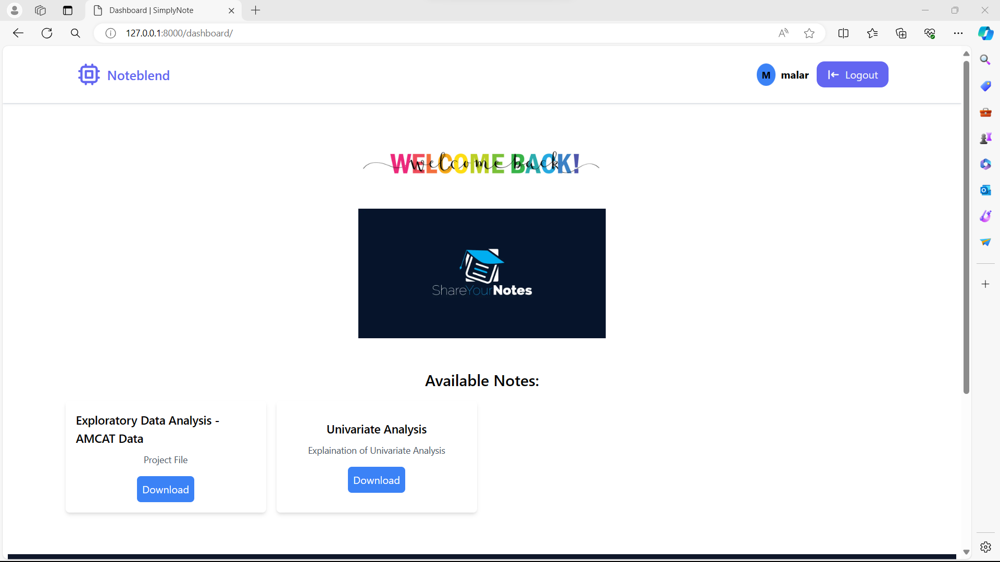 Dashboard | SimplyNote
127.0.0.1:8000/dashboard/
Noteblend
M malar Logout
WELCOME BACK!
welcome back
ShareYourNotes
Available Notes:
Exploratory Data Analysis -
AMCAT Data
Project File
Download
Univariate Analysis
Explaination of Univariate Analysis
Download